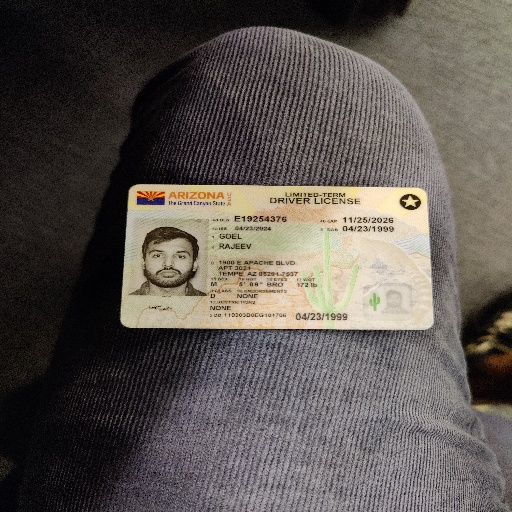 ARIZONA
The Grand Canyon State
USA
LIMITED-TERM
DRIVER LICENSE
E19254376
11/25/2026
04/23/2024
04/23/1999
GOEL
RAJEEV
1900 E APACHE BLVD
APT 3021
TEMPE, AZ 85281-7937
M 5'-08" BRO 172 lb
D NONE
NONE
04/23/1999